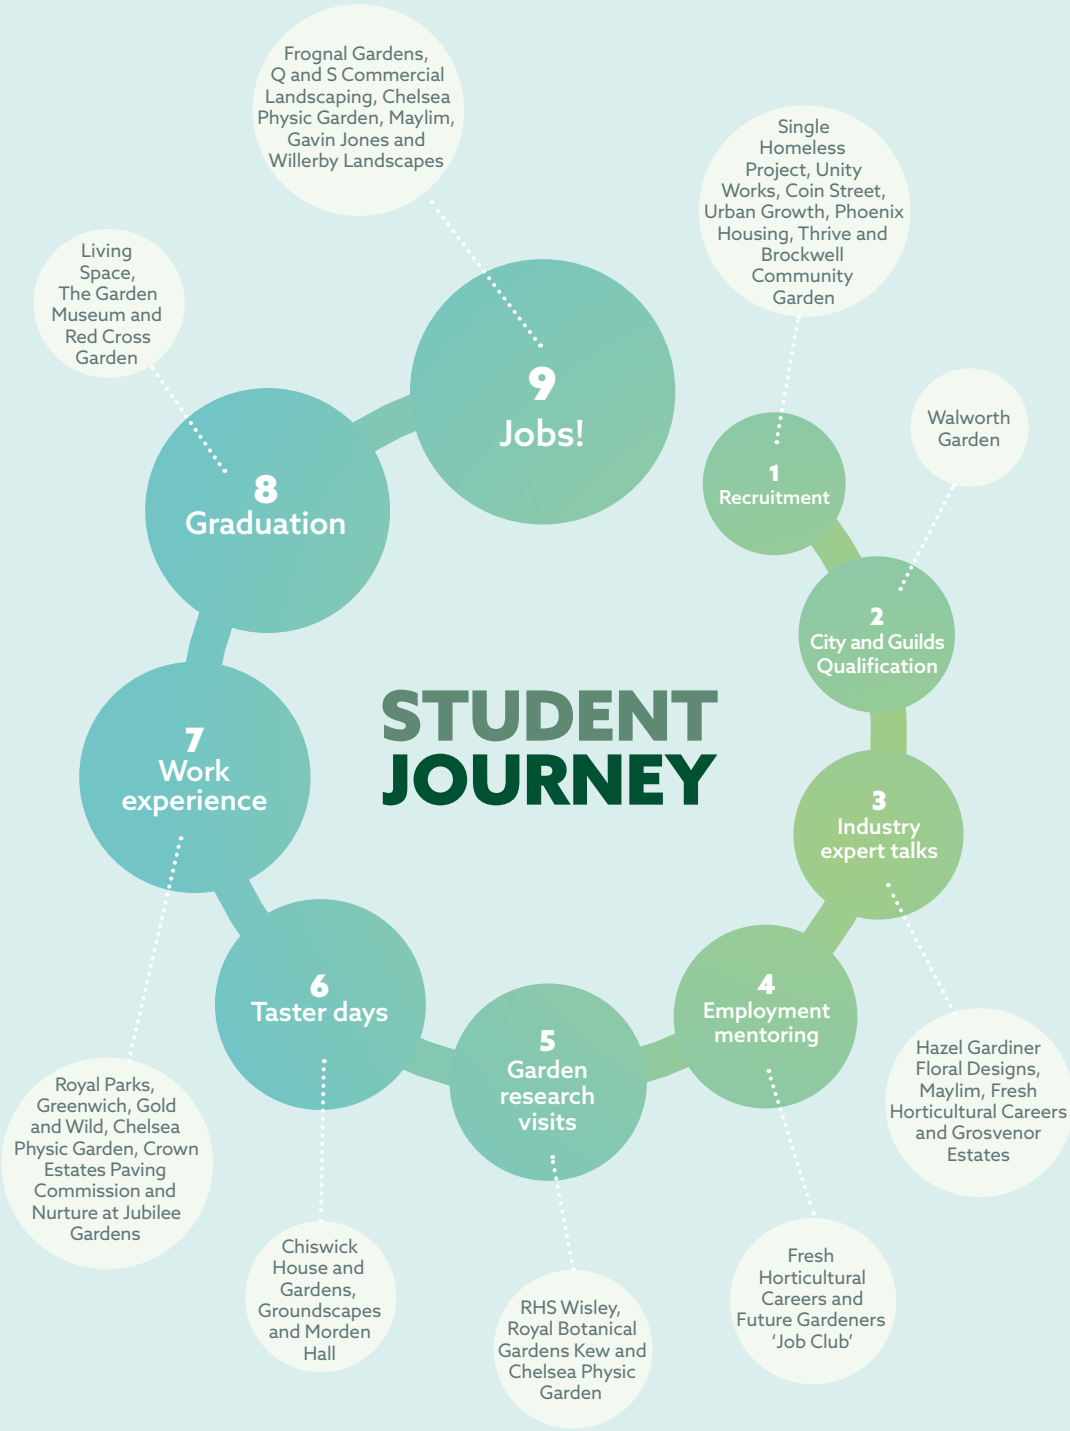 STUDENT
JOURNEY
1
Recruitment
Single
Homeless
Project, Unity
Works, Coin Street,
Urban Growth, Phoenix
Housing, Thrive and
Brockwell
Community
Garden
2
City and Guilds
Qualification
Walworth
Garden
3
Industry
expert talks
Hazel Gardiner
Floral Designs,
Maylim, Fresh
Horticultural Careers
and Grosvenor
Estates
4
Employment
mentoring
Fresh
Horticultural
Careers and
Future Gardeners
‘Job Club’
5
Garden
research
visits
RHS Wisley,
Royal Botanical
Gardens Kew and
Chelsea Physic
Garden
6
Taster days
Chiswick
House and
Gardens,
Groundscapes
and Morden
Hall
7
Work
experience
Royal Parks,
Greenwich, Gold
and Wild, Chelsea
Physic Garden, Crown
Estates Paving
Commission and
Nurture at Jubilee
Gardens
8
Graduation
Living
Space,
The Garden
Museum and
Red Cross
Garden
9
Jobs!
Frognal Gardens,
Q and S Commercial
Landscaping, Chelsea
Physic Garden, Maylim,
Gavin Jones and
Willerby Landscapes